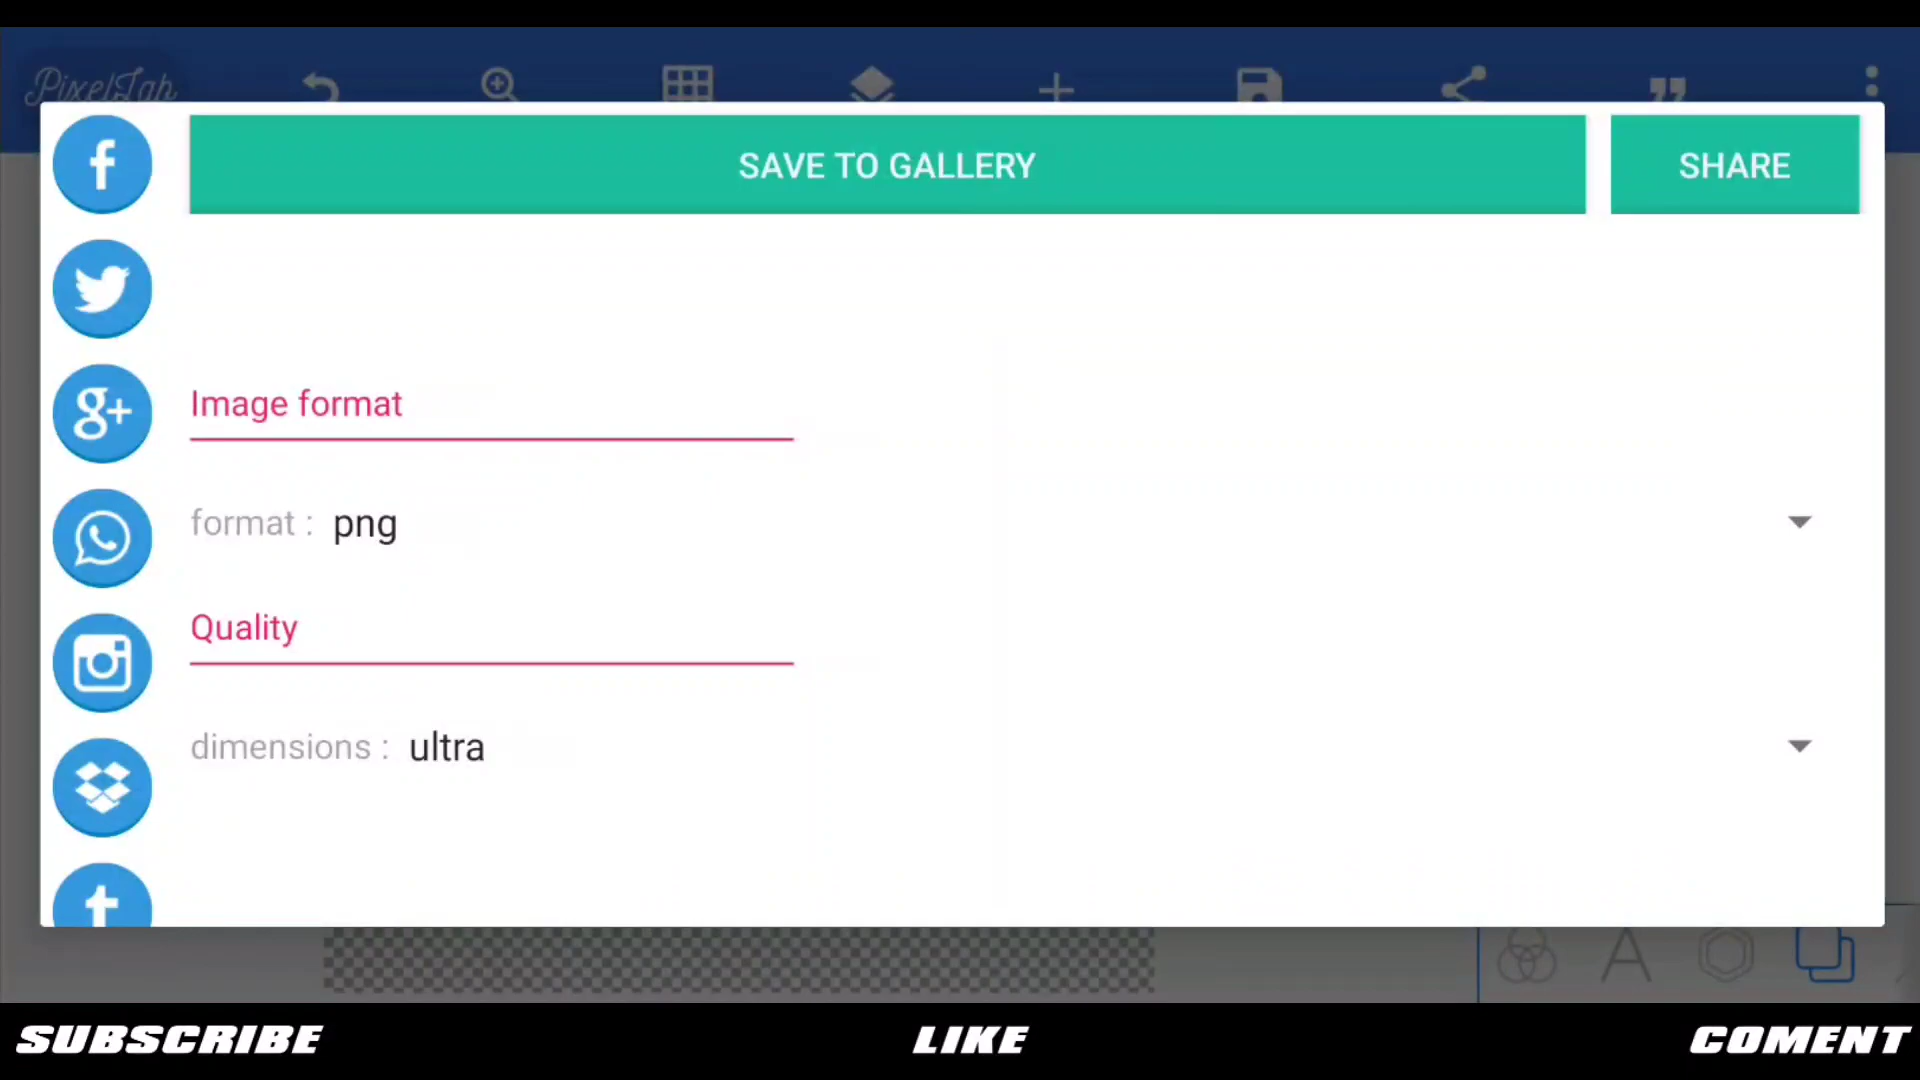 PixelLab
SAVE TO GALLERY
SHARE
Image format
format : png
Quality
dimensions : ultra
SUBSCRIBE
LIKE
COMENT